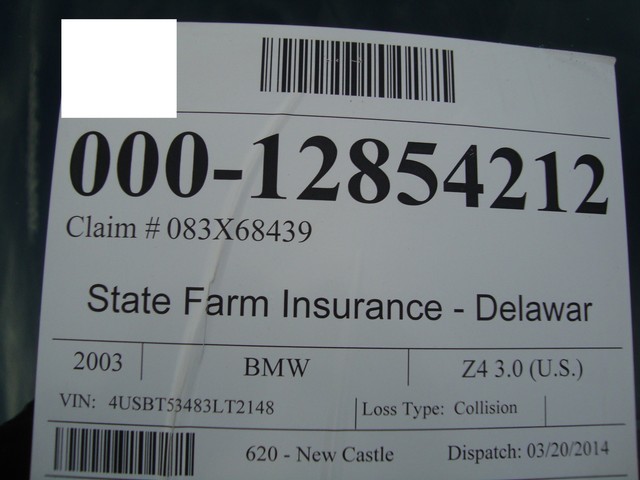 000-12854212
Claim # 083X68439
State Farm Insurance - Delawar
2003 BMW Z4 3.0 (U.S.)
VIN: 4USBT53483LT2148 Loss Type: Collision
620 - New Castle Dispatch: 03/20/2014